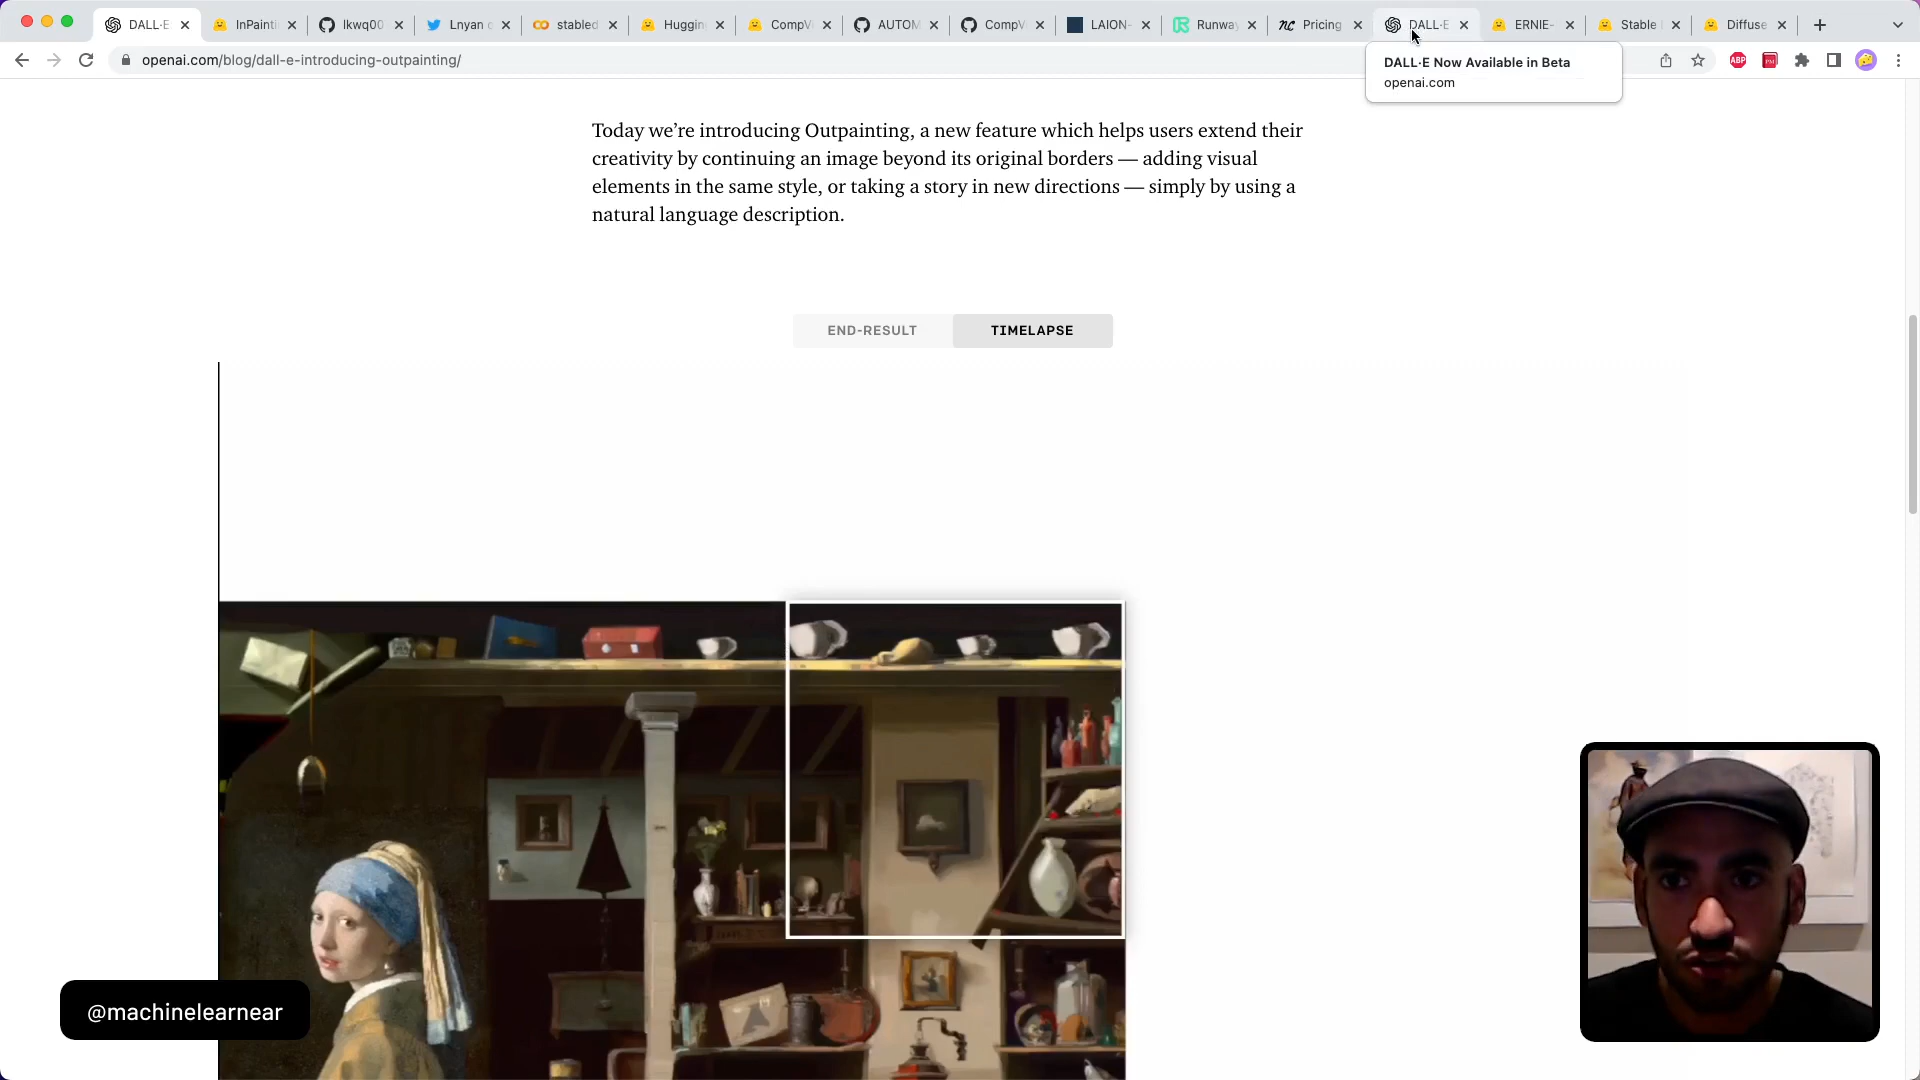 DALL·E
InPainti
lkwq00
Lnyan
stabled
Huggin
CompV
AUTOM
CompV
LAION-
Runway
Pricing
DALL·E
ERNIE-
Stable
Diffuse
openai.com/blog/dall-e-introducing-outpainting/
ABP
DALL·E Now Available in Beta
openai.com
Today we’re introducing Outpainting, a new feature which helps users extend their
creativity by continuing an image beyond its original borders — adding visual
elements in the same style, or taking a story in new directions — simply by using a
natural language description.
END-RESULT
TIMELAPSE
@machinelearnear